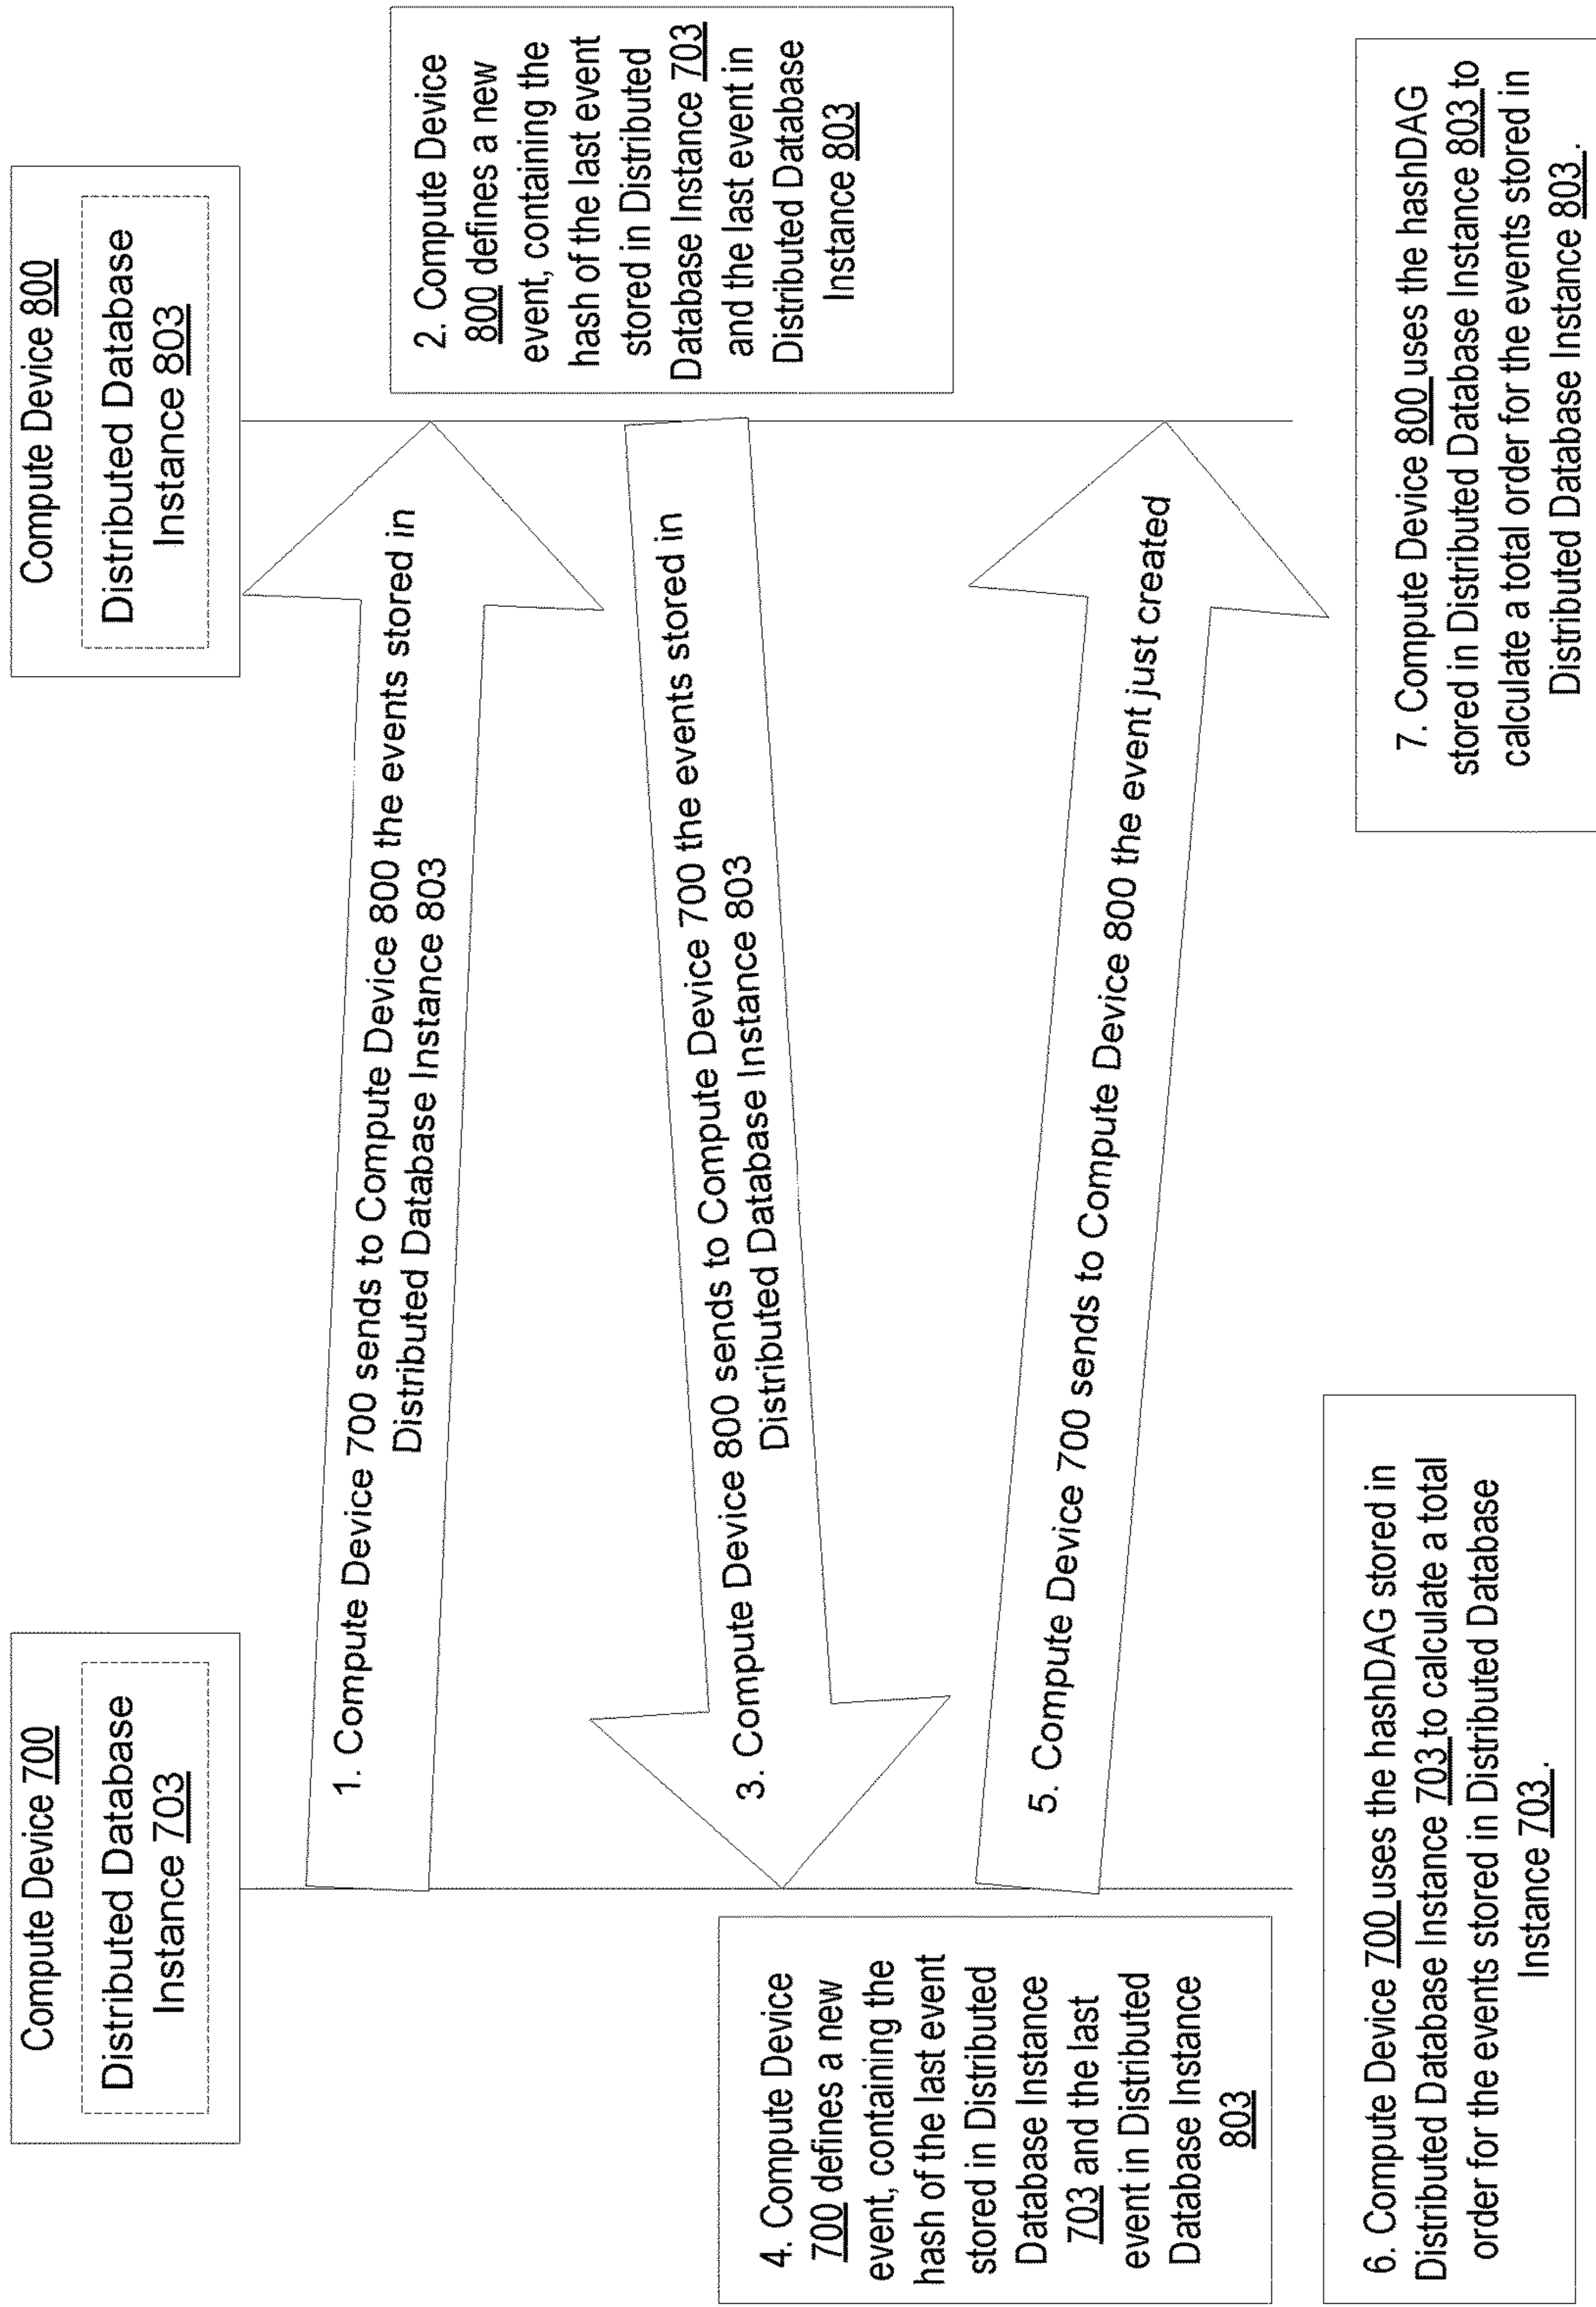 Compute Device 700
Distributed Database
Instance 703
Compute Device 800
Distributed Database
Instance 803
1. Compute Device 700 sends to Compute Device 800 the events stored in
Distributed Database Instance 803
2. Compute Device
800 defines a new
event, containing the
hash of the last event
stored in Distributed
Database Instance 703
and the last event in
Distributed Database
Instance 803
3. Compute Device 800 sends to Compute Device 700 the events stored in
Distributed Database Instance 803
4. Compute Device
700 defines a new
event, containing the
hash of the last event
stored in Distributed
Database Instance
703 and the last
event in Distributed
Database Instance
803
5. Compute Device 700 sends to Compute Device 800 the event just created
6. Compute Device 700 uses the hashDAG stored in
Distributed Database Instance 703 to calculate a total
order for the events stored in Distributed Database
Instance 703 .
7. Compute Device 800 uses the hashDAG
stored in Distributed Database Instance 803 to
calculate a total order for the events stored in
Distributed Database Instance 803 .